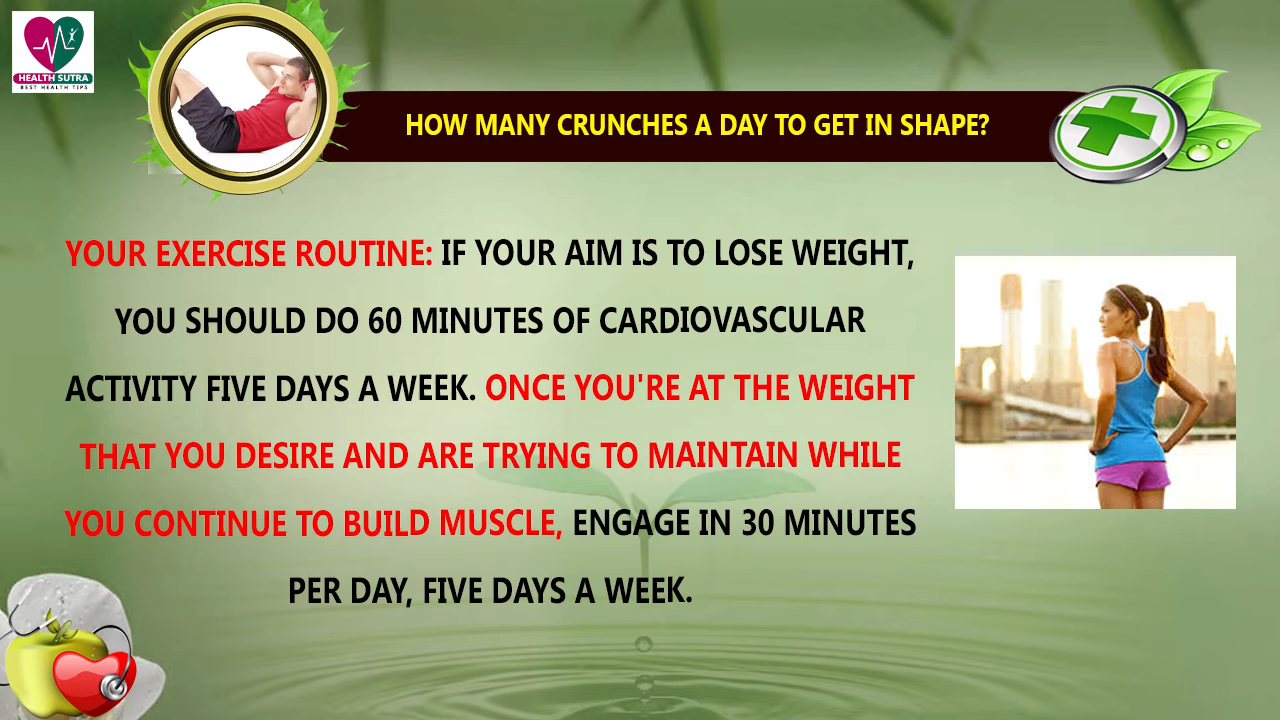 HEALTH SUTRA
BEST HEALTH TIPS
HOW MANY CRUNCHES A DAY TO GET IN SHAPE?
YOUR EXERCISE ROUTINE: IF YOUR AIM IS TO LOSE WEIGHT,
YOU SHOULD DO 60 MINUTES OF CARDIOVASCULAR
ACTIVITY FIVE DAYS A WEEK. ONCE YOU'RE AT THE WEIGHT
THAT YOU DESIRE AND ARE TRYING TO MAINTAIN WHILE
YOU CONTINUE TO BUILD MUSCLE, ENGAGE IN 30 MINUTES
PER DAY, FIVE DAYS A WEEK.